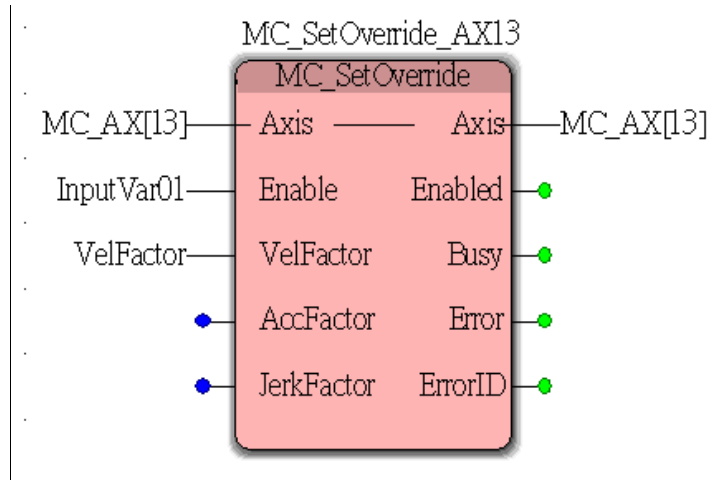 MC_SetOverride_AX13
MC_SetOverride
MC_AX[13] Axis Axis MC_AX[13]
InputVar01 Enable Enabled
VelFactor VelFactor Busy
AccFactor Error
JerkFactor ErrorID